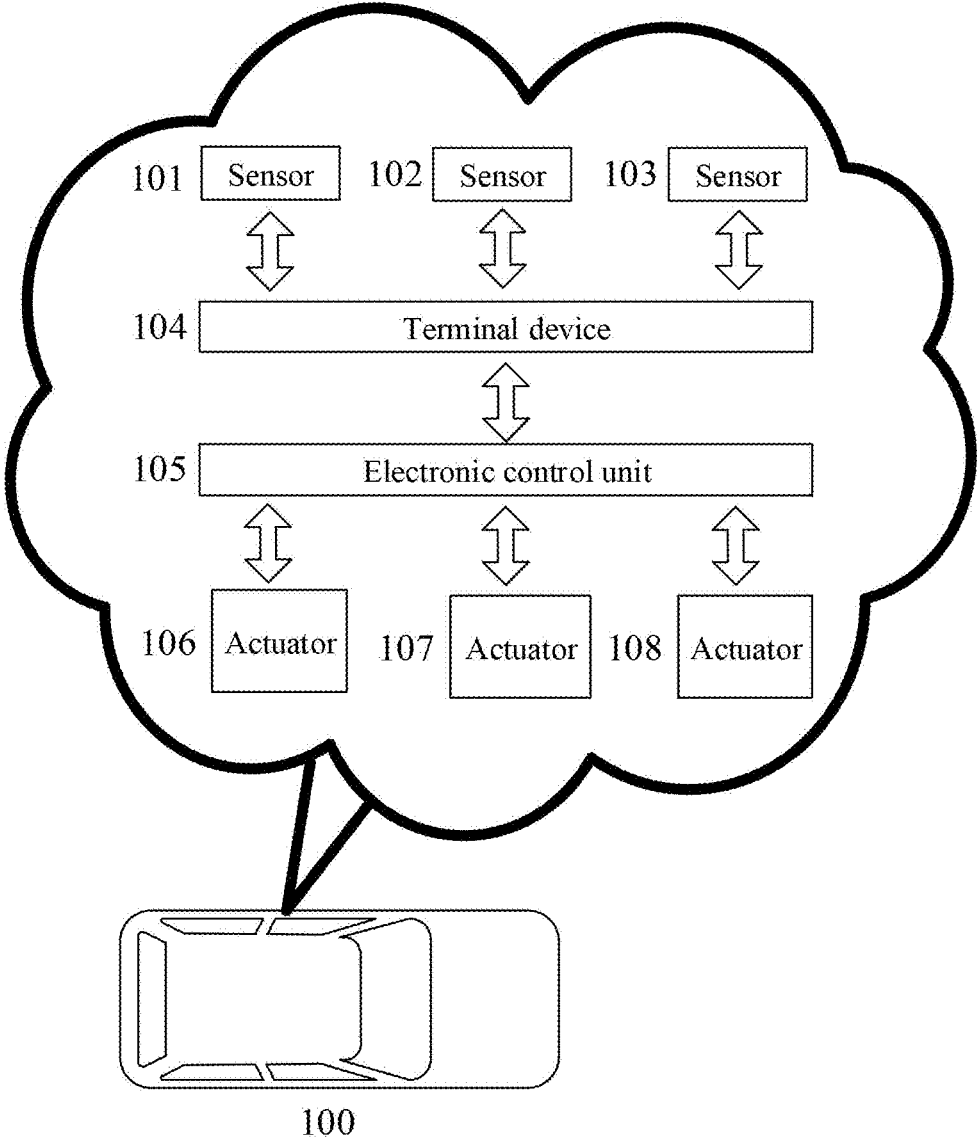 101 Sensor 102 Sensor 103 Sensor
104 Terminal device
105 Electronic control unit
106 Actuator 107 Actuator 108 Actuator
100